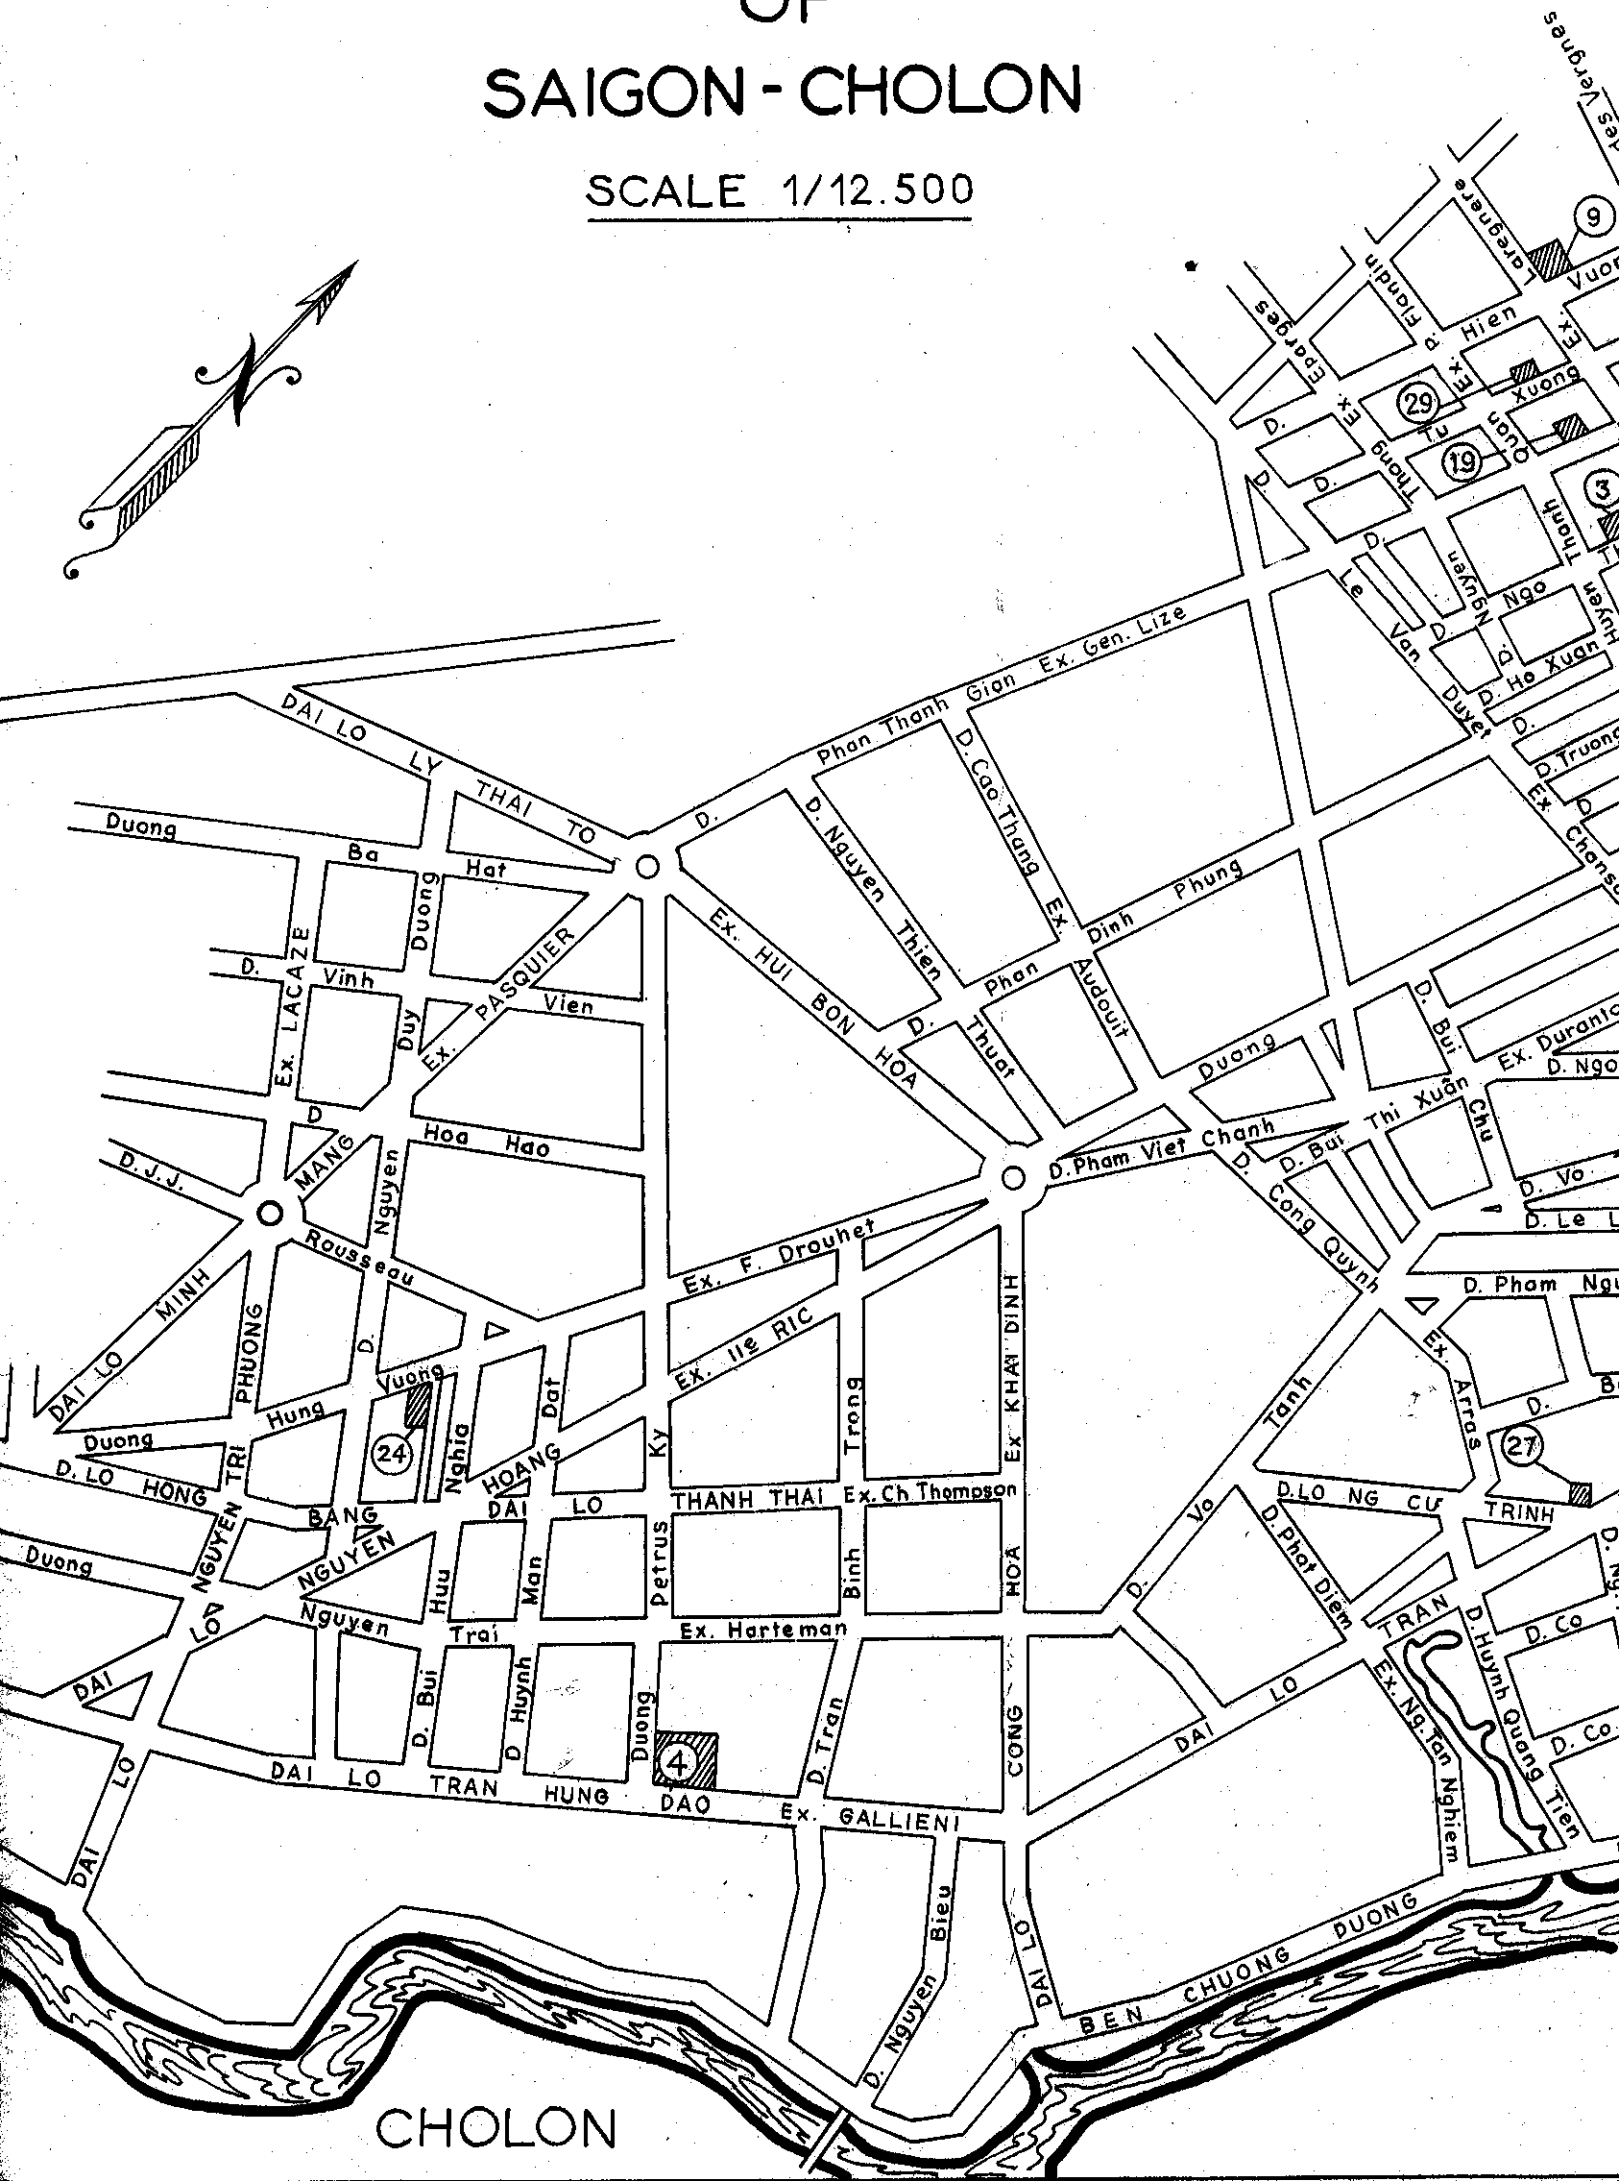 OF
SAIGON - CHOLON
SCALE 1/12.500
N
des Vergnes
9
Laregnere
Vuon
Ex.
P. Flandin
Ex.
Hien
Eparges
Ex.
29
Xuong
Tu
Quan
19
3
D.
D.
D.
Thong
D.
Thanh
Nguyen
D.
Ngo
Huyen
Le Van Duyet Ex Chanso
D.
D. Ho Xuan
D.
D. Truong
D.
D. Phan Thanh Gian Ex. Gen. Lize
DAI LO LY THAI TO
D. Cao Thang Ex. Audouit
D. Nguyen Thien Thuat
D. Phan Dinh Phung
Duong Ba Hat
Duong Duy
Ex. LACAZE
D. Vinh Vien
Ex. PASQUIER
Ex. HUI BON HOA
Duong
D. Bui Chu
Ex. Duranto
D. Ngo
D. Bui Thi Xuan
D Hoa Hao
MANG
D. J.J. Rousseau
Nguyen
D.
D. Pham Viet Chanh
D. Cong Quynh
D. Vo
D. Le L
D. Pham Ngu
Ex. F. Drouhet
Ex. 11e RIC
Ex KHAI DINH
DAI LO MINH
PHUONG
Vuong
Hung
Duong
24
Nghia
Dat
HOANG
Ky
Trong
Ex. Arras
D. B
27
D. LO HONG BANG
TRI
NGUYEN
DAI LO THANH THAI Ex. Ch. Thompson
D. LO NG CU TRINH
D. Vo Tanh
D. Phat Diem
Duong
NGUYEN
Nguyen Trai Ex. Harteman
Huu
Man
Petrus
Binh
HOA
LO
DAI
D. Bui
D Huynh
Duong
D. Tran
CONG
TRAN
D. Huynh Quang Tien
D. Co
D. Co
Ex. Ng. Tan Nghiem
DAI LO
4
DAI LO TRAN HUNG DAO Ex. GALLIENI
DAI LO
D. Nguyen Bieu
DAI LO
BEN CHUONG DUONG
CHOLON